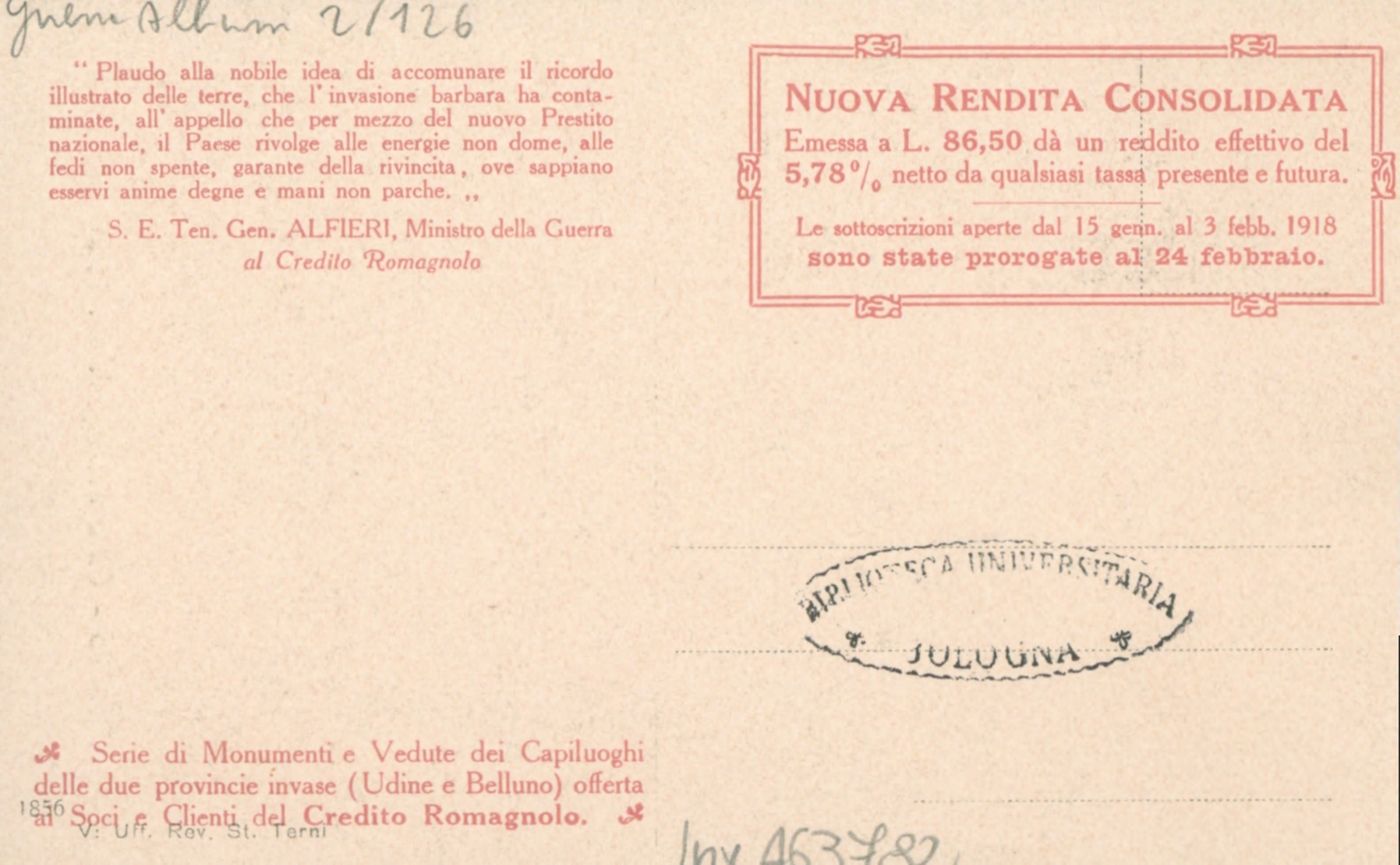 Album 2/126
“ Plaudo alla nobile idea di accomunare il ricordo
illustrato delle terre, che l'invasione barbara ha conta-
minate, all' appello che per mezzo del nuovo Prestito
nazionale, il Paese rivolge alle energie non dome, alle
fedi non spente, garante della rivincita, ove sappiano
esservi anime degne e mani non parche. „
S. E. Ten. Gen. ALFIERI, Ministro della Guerra
al Credito Romagnolo
NUOVA RENDITA CONSOLIDATA
Emessa a L. 86,50 dà un reddito effettivo del
5,78% netto da qualsiasi tassa presente e futura.
Le sottoscrizioni aperte dal 15 genn. al 3 febb. 1918
sono state prorogate al 24 febbraio.
BIBLIOTECA UNIVERSITARIA
BOLOGNA
Serie di Monumenti e Vedute dei Capiluoghi
delle due provincie invase (Udine e Belluno) offerta
ai Soci e Clienti del Credito Romagnolo.
1856
V: Uff. Rev. St. Terni
Inv A63782